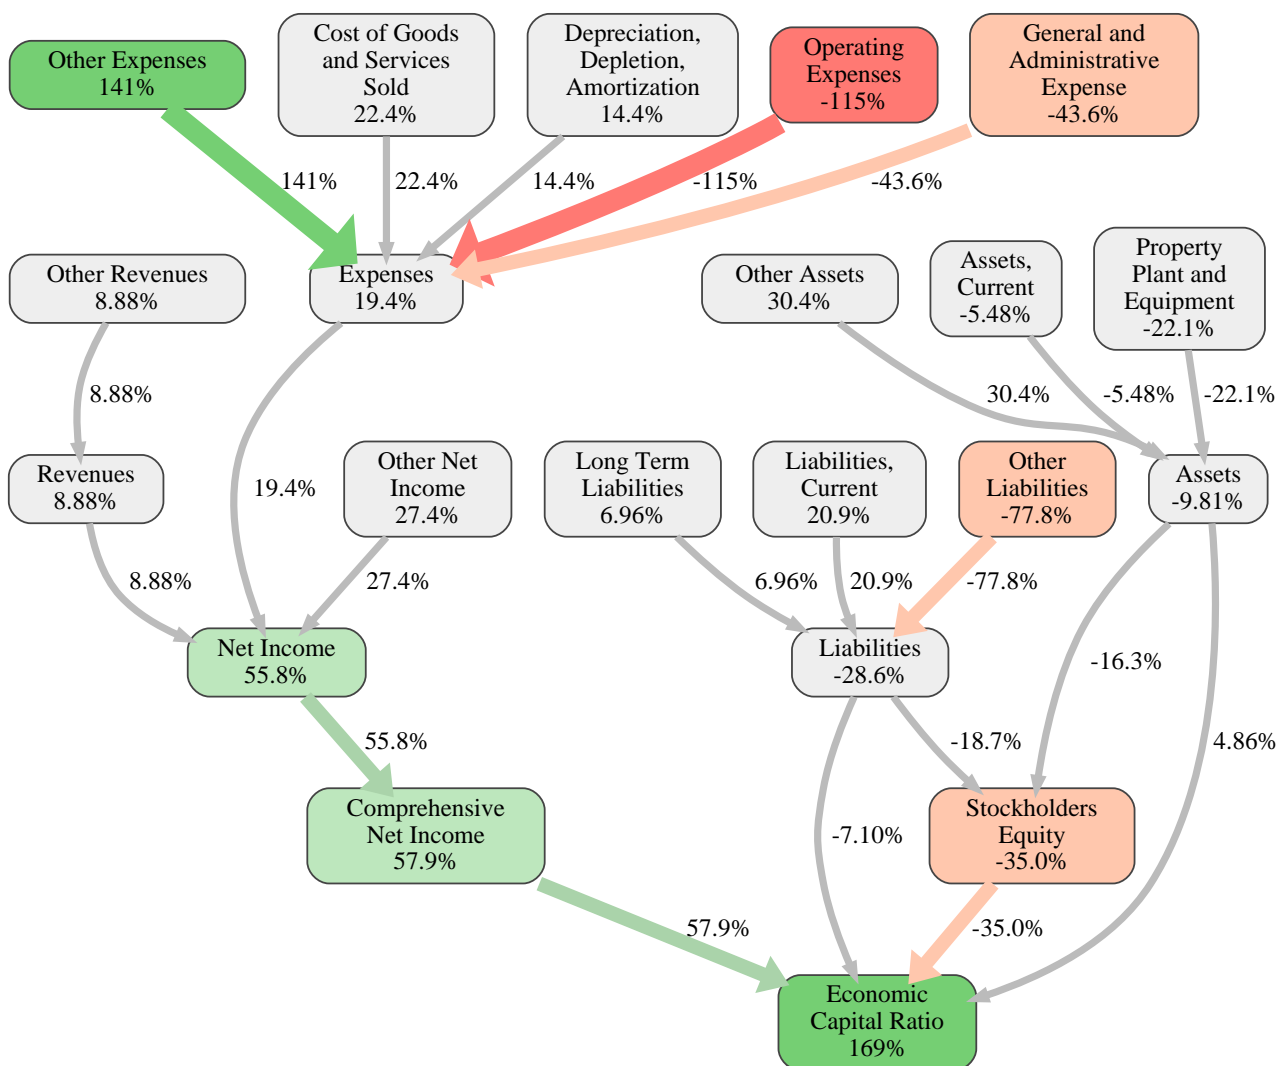 Other Expenses
141%
Cost of Goods
and Services
Sold
22.4%
Depreciation,
Depletion,
Amortization
14.4%
Operating
Expenses
-115%
General and
Administrative
Expense
-43.6%
141%
22.4%
14.4%
-115%
-43.6%
Other Revenues
8.88%
Expenses
19.4%
Other Assets
30.4%
Assets,
Current
-5.48%
Property
Plant and
Equipment
-22.1%
8.88%
30.4%
-5.48%
-22.1%
Revenues
8.88%
19.4%
Other Net
Income
27.4%
Long Term
Liabilities
6.96%
Liabilities,
Current
20.9%
Other
Liabilities
-77.8%
Assets
-9.81%
8.88%
27.4%
6.96%
20.9%
-77.8%
Net Income
55.8%
Liabilities
-28.6%
-16.3%
55.8%
-18.7%
4.86%
Comprehensive
Net Income
57.9%
-7.10%
Stockholders
Equity
-35.0%
57.9%
-35.0%
Economic
Capital Ratio
169%